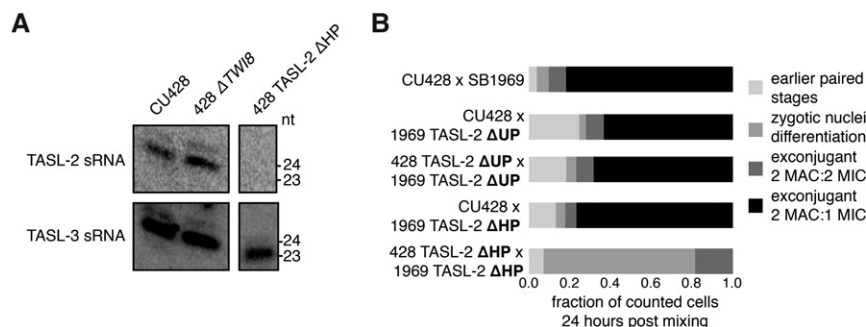 A
CU428
428 ΔTWI8
428 TASL-2 ΔHP
nt
TASL-2 sRNA
24
23
TASL-3 sRNA
24
23
B
CU428 x SB1969
CU428 x
1969 TASL-2 ΔUP
428 TASL-2 ΔUP x
1969 TASL-2 ΔUP
CU428 x
1969 TASL-2 ΔHP
428 TASL-2 ΔHP x
1969 TASL-2 ΔHP
0.0 0.2 0.4 0.6 0.8 1.0
fraction of counted cells
24 hours post mixing
earlier paired
stages
zygotic nuclei
differentiation
exconjugant
2 MAC:2 MIC
exconjugant
2 MAC:1 MIC